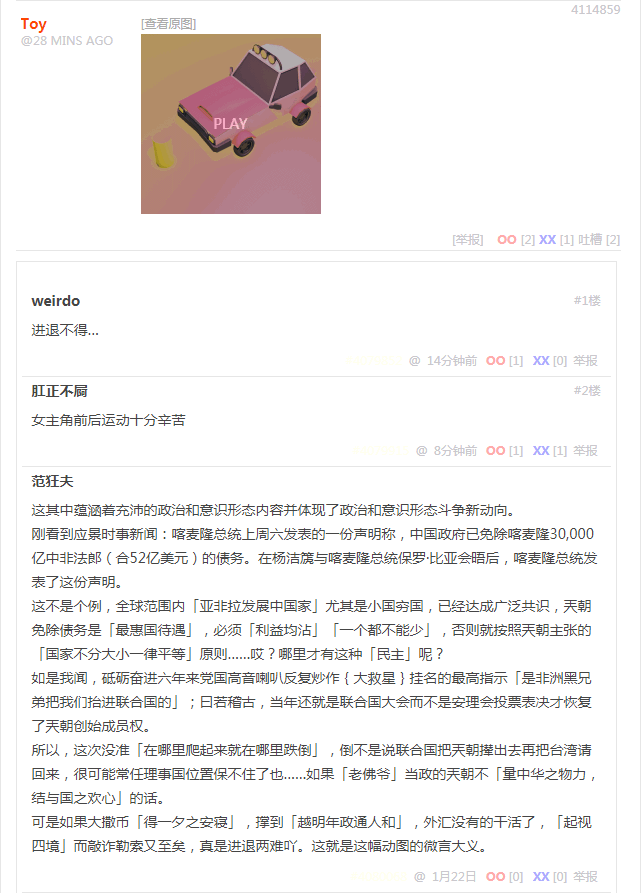 4114859
Toy
@28 MINS AGO
[查看原图]
PLAY
[举报] OO [2] XX [1] 吐槽 [2]
weirdo #1楼
进退不得...
@ 14分钟前 OO [1] XX [0] 举报
肛正不屙 #2楼
女主角前后运动十分辛苦
@ 8分钟前 OO [1] XX [1] 举报
范狂夫
这其中蕴涵着充沛的政治和意识形态内容并体现了政治和意识形态斗争新动向。
刚看到应景时事新闻：喀麦隆总统上周六发表的一份声明称，中国政府已免除喀麦隆30,000
亿中非法郎（合52亿美元）的债务。在杨洁篪与喀麦隆总统保罗·比亚会晤后，喀麦隆总统发
表了这份声明。
这不是个例，全球范围内「亚非拉发展中国家」尤其是小国穷国，已经达成广泛共识，天朝
免除债务是「最惠国待遇」，必须「利益均沾」「一个都不能少」，否则就按照天朝主张的
「国家不分大小一律平等」原则......哎？哪里才有这种「民主」呢？
如是我闻，砥砺奋进六年来党国高音喇叭反复炒作｛大救星｝挂名的最高指示「是非洲黑兄
弟把我们抬进联合国的」；曰若稽古，当年还就是联合国大会而不是安理会投票表决才恢复
了天朝创始成员权。
所以，这次没准「在哪里爬起来就在哪里跌倒」，倒不是说联合国把天朝撵出去再把台湾请
回来，很可能常任理事国位置保不住了也......如果「老佛爷」当政的天朝不「量中华之物力，
结与国之欢心」的话。
可是如果大撒币「得一夕之安寝」，撑到「越明年政通人和」，外汇没有的干活了，「起视
四境」而敲诈勒索又至矣，真是进退两难吖。这就是这幅动图的微言大义。
@ 1月22日 OO [0] XX [0] 举报